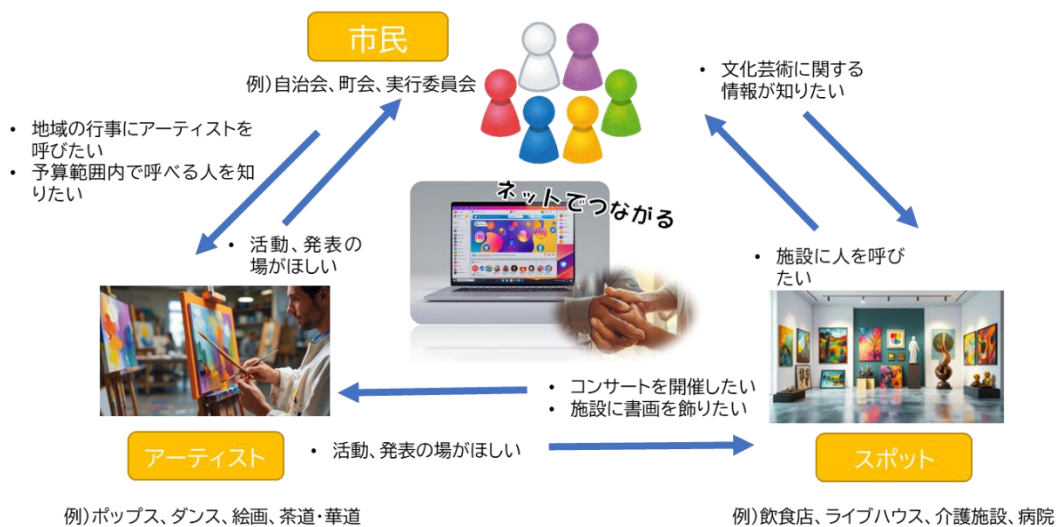 市民
例)自治会、町会、実行委員会
• 文化芸術に関する
情報が知りたい
• 地域の行事にアーティストを
呼びたい
• 予算範囲内で呼べる人を知
りたい
ネットでつながる
• 活動、発表の
場がほしい
• 施設に人を呼び
たい
• コンサートを開催したい
• 施設に書画を飾りたい
アーティスト
• 活動、発表の場がほしい
スポット
例)ポップス、ダンス、絵画、茶道・華道
例)飲食店、ライブハウス、介護施設、病院